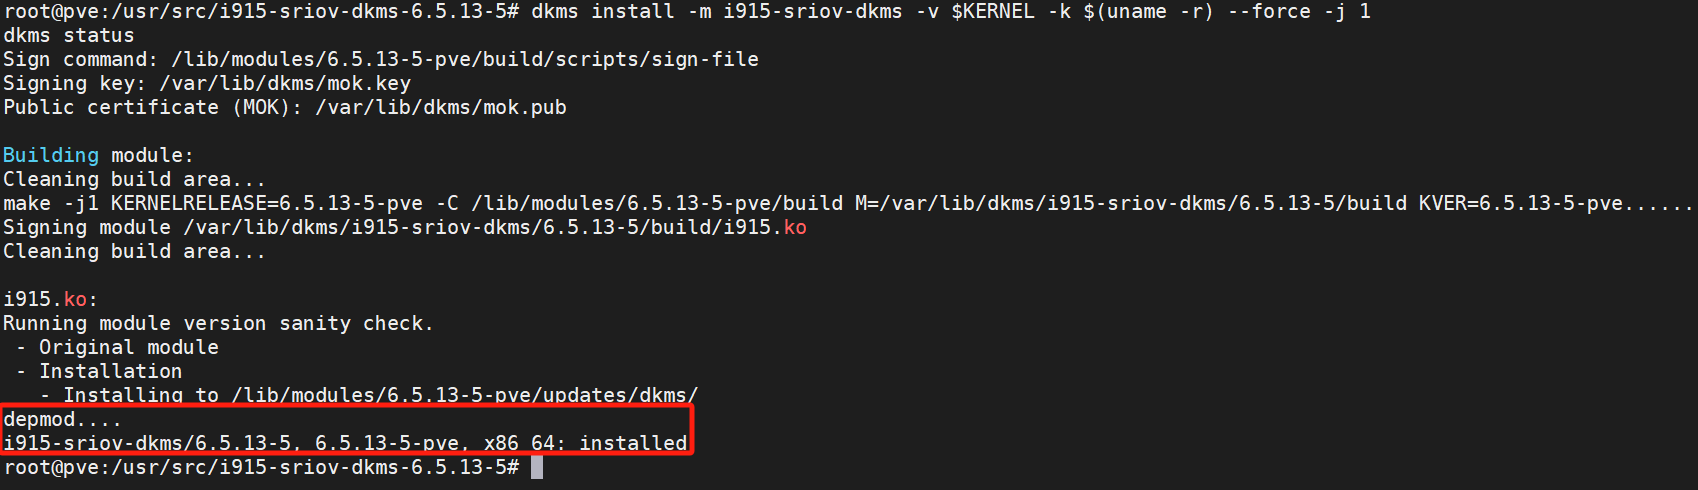 root@pve:/usr/src/i915-sriov-dkms-6.5.13-5# dkms install -m i915-sriov-dkms -v $KERNEL -k $(uname -r) --force -j 1
dkms status
Sign command: /lib/modules/6.5.13-5-pve/build/scripts/sign-file
Signing key: /var/lib/dkms/mok.key
Public certificate (MOK): /var/lib/dkms/mok.pub
Building module:
Cleaning build area...
make -j1 KERNELRELEASE=6.5.13-5-pve -C /lib/modules/6.5.13-5-pve/build M=/var/lib/dkms/i915-sriov-dkms/6.5.13-5/build KVER=6.5.13-5-pve......
Signing module /var/lib/dkms/i915-sriov-dkms/6.5.13-5/build/i915.ko
Cleaning build area...
i915.ko:
Running module version sanity check.
- Original module
- Installation
- Installing to /lib/modules/6.5.13-5-pve/updates/dkms/
depmod....
i915-sriov-dkms/6.5.13-5, 6.5.13-5-pve, x86_64: installed
root@pve:/usr/src/i915-sriov-dkms-6.5.13-5#